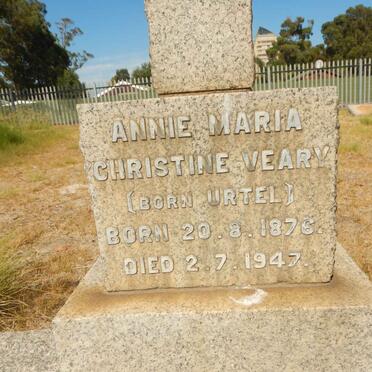 ANNIE MARIA
CHRISTINE VEARY
(BORN URTEL)
BORN 20.8.1876.
DIED 2.7.1947.